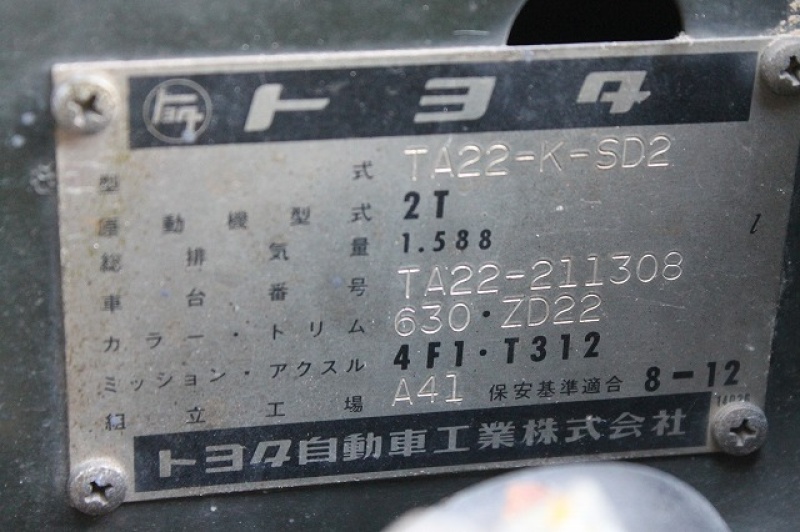 トヨタ トヨタ
型式 TA22-K-SD2
原動機型式 2T
総排気量 1.588 l
車台番号 TA22-211308
カラー・トリム 630・ZD22
ミッション・アクスル 4F1・T312
組立工場 A41 保安基準適合 8-12
トヨタ自動車工業株式会社